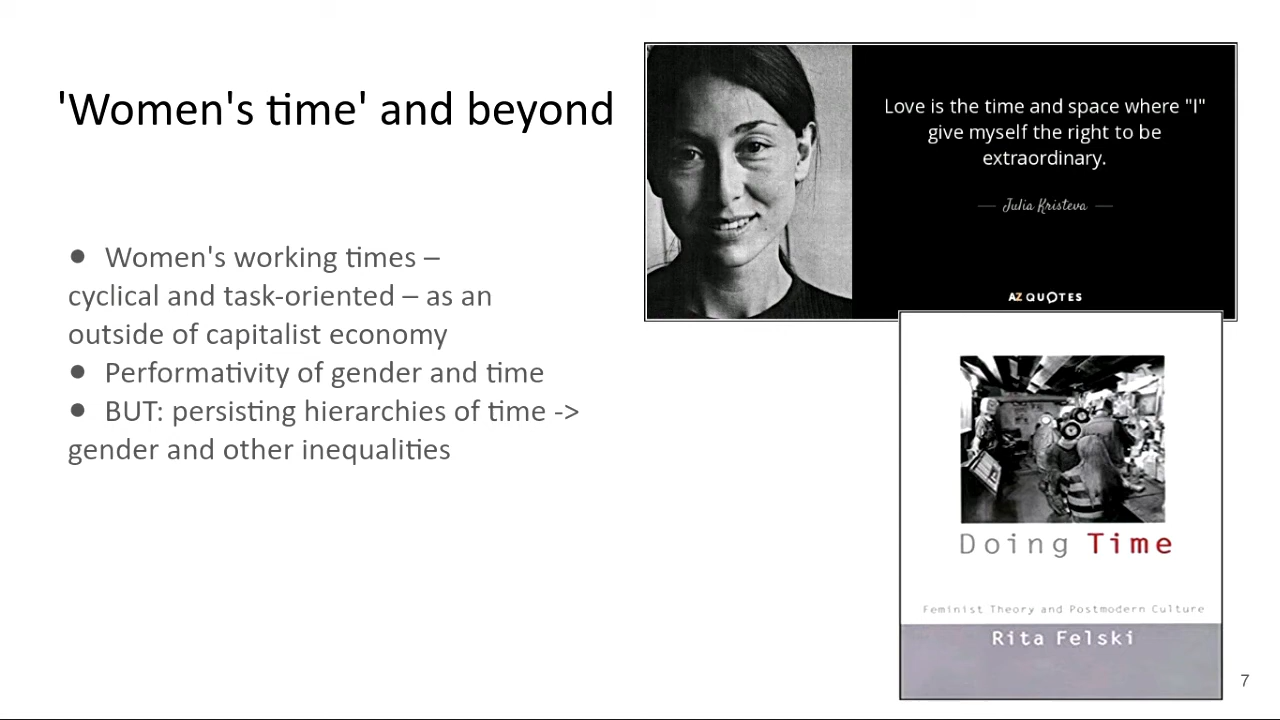 'Women's time' and beyond
● Women's working times –
cyclical and task-oriented – as an
outside of capitalist economy
● Performativity of gender and time
● BUT: persisting hierarchies of time ->
gender and other inequalities
Love is the time and space where "I"
give myself the right to be
extraordinary.
— Julia Kristeva —
AZ QUOTES
Doing Time
Feminist Theory and Postmodern Culture
Rita Felski
7